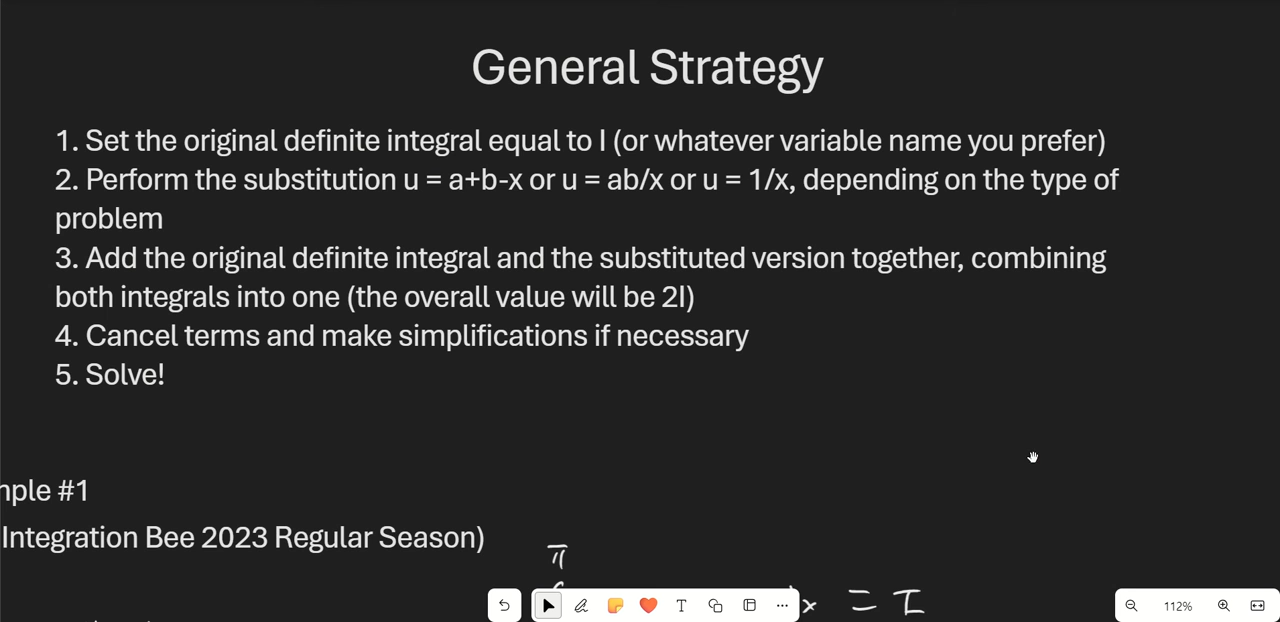 General Strategy
1. Set the original definite integral equal to I (or whatever variable name you prefer)
2. Perform the substitution u = a+b-x or u = ab/x or u = 1/x, depending on the type of
problem
3. Add the original definite integral and the substituted version together, combining
both integrals into one (the overall value will be 2I)
4. Cancel terms and make simplifications if necessary
5. Solve!
#1
Integration Bee 2023 Regular Season)
π
x = I
112%